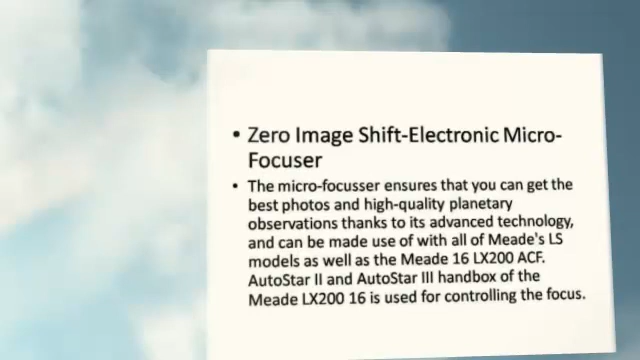 • Zero Image Shift-Electronic Micro-
Focuser
• The micro-focusser ensures that you can get the
best photos and high-quality planetary
observations thanks to its advanced technology,
and can be made use of with all of Meade's LS
models as well as the Meade 16 LX200 ACF.
AutoStar II and AutoStar III handbox of the
Meade LX200 16 is used for controlling the focus.